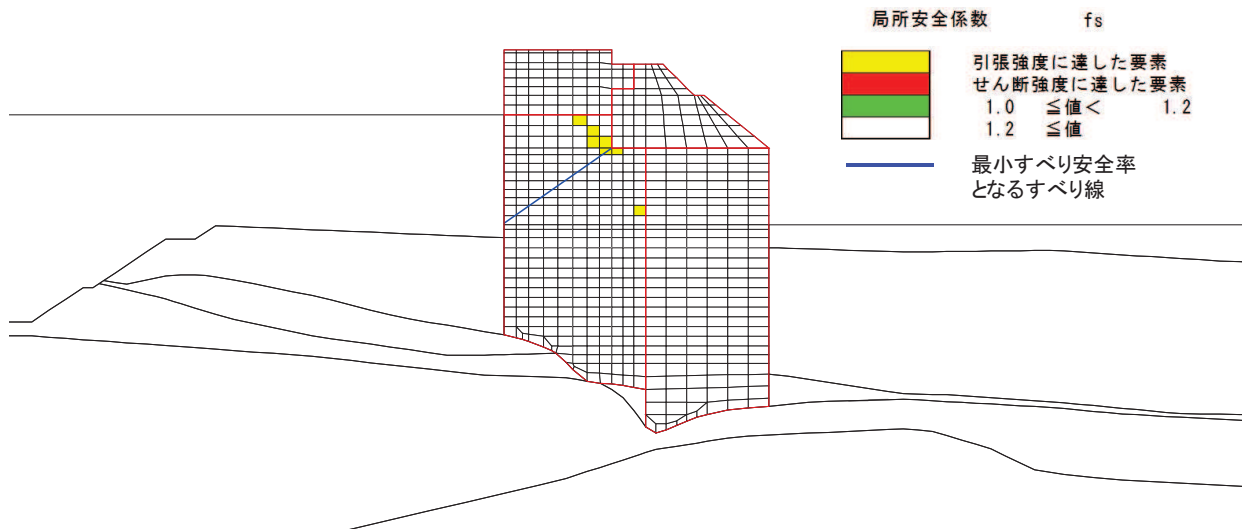 局所安全係数 fs
引張強度に達した要素
せん断強度に達した要素
1.0 ≦値< 1.2
1.2 ≦値
最小すべり安全率
となるすべり線